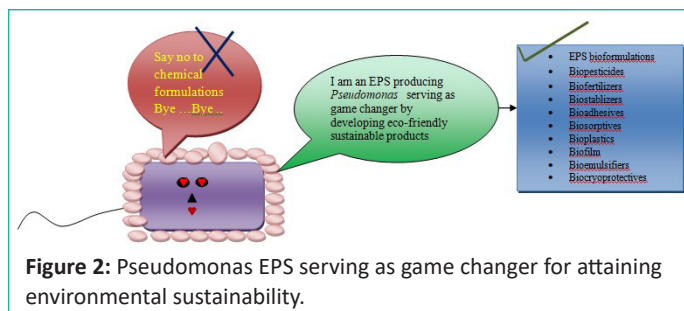 Say no to
chemical
formulations
Bye ...Bye ..
I am an EPS producing
Pseudomonas serving as
game changer by
developing eco-friendly
sustainable products
• EPS bioformulations
• Biopesticides
• Biofertilizers
• Biostablizers
• Bioadhesives
• Biosorptives
• Bioplastics
• Biofilm
• Bioemulsifiers
• Biocryoprotectives
Figure 2: Pseudomonas EPS serving as game changer for attaining
environmental sustainability.